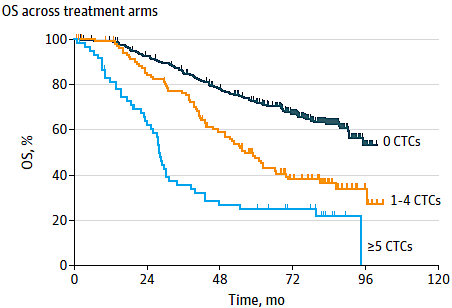 OS across treatment arms
100
80
60
40
20
0
OS, %
0 CTCs
1-4 CTCs
≥5 CTCs
0 24 48 72 96 120
Time, mo